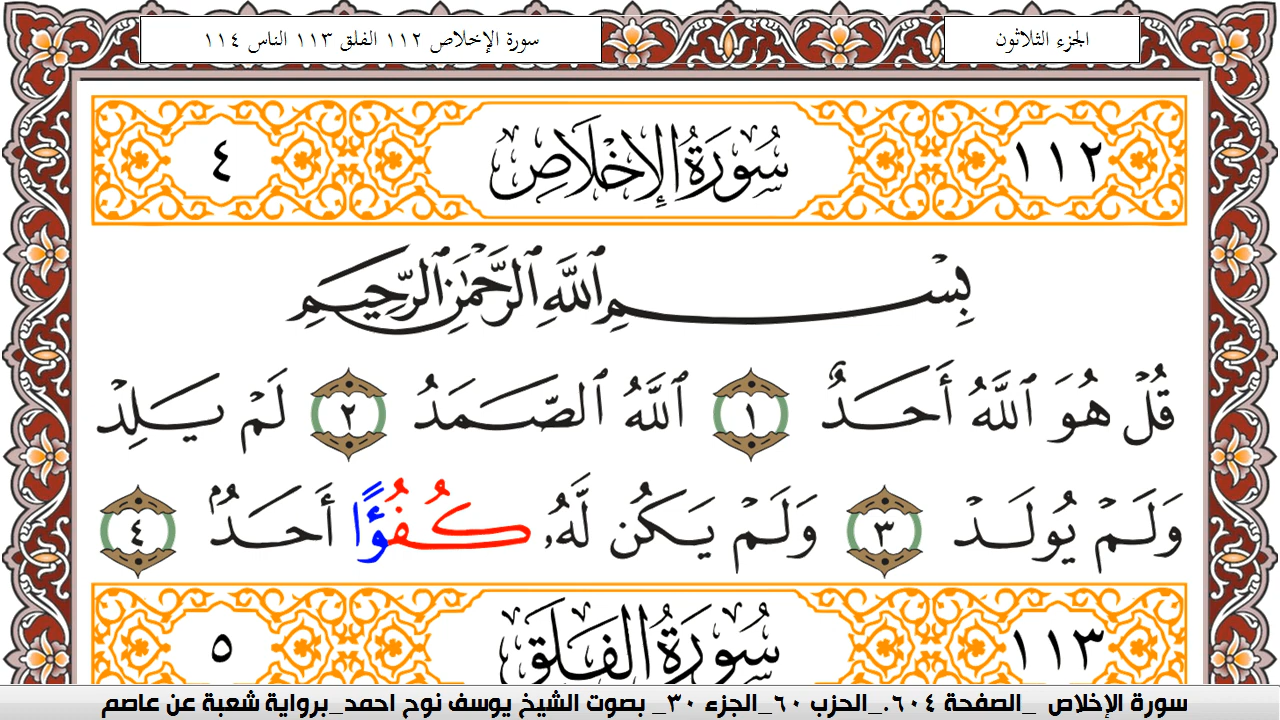 الجزء الثلاثون
سورة الإخلاص ١١٢ الفلق ١١٣ الناس ١١٤
١١٢ سُورَةُ الإِخْلَاصِ ٤
بِسْمِ ٱللَّهِ ٱلرَّحْمَٰنِ ٱلرَّحِيمِ
قُلْ هُوَ ٱللَّهُ أَحَدٌ ١ ٱللَّهُ ٱلصَّمَدُ ٢ لَمْ يَلِدْ
وَلَمْ يُولَدْ ٣ وَلَمْ يَكُن لَّهُۥ كُفُؤًا أَحَدُۢ ٤
١١٣ سُورَةُ الفَلَقِ ٥
سورة الإخلاص _الصفحة ٦٠٤._الحزب ٦٠_الجزء ٣٠_ بصوت الشيخ يوسف نوح احمد_برواية شعبة عن عاصم